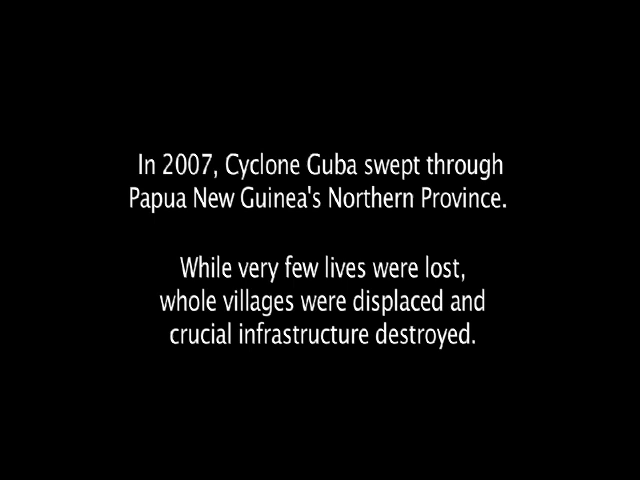 In 2007, Cyclone Guba swept through
Papua New Guinea's Northern Province.
While very few lives were lost,
whole villages were displaced and
crucial infrastructure destroyed.